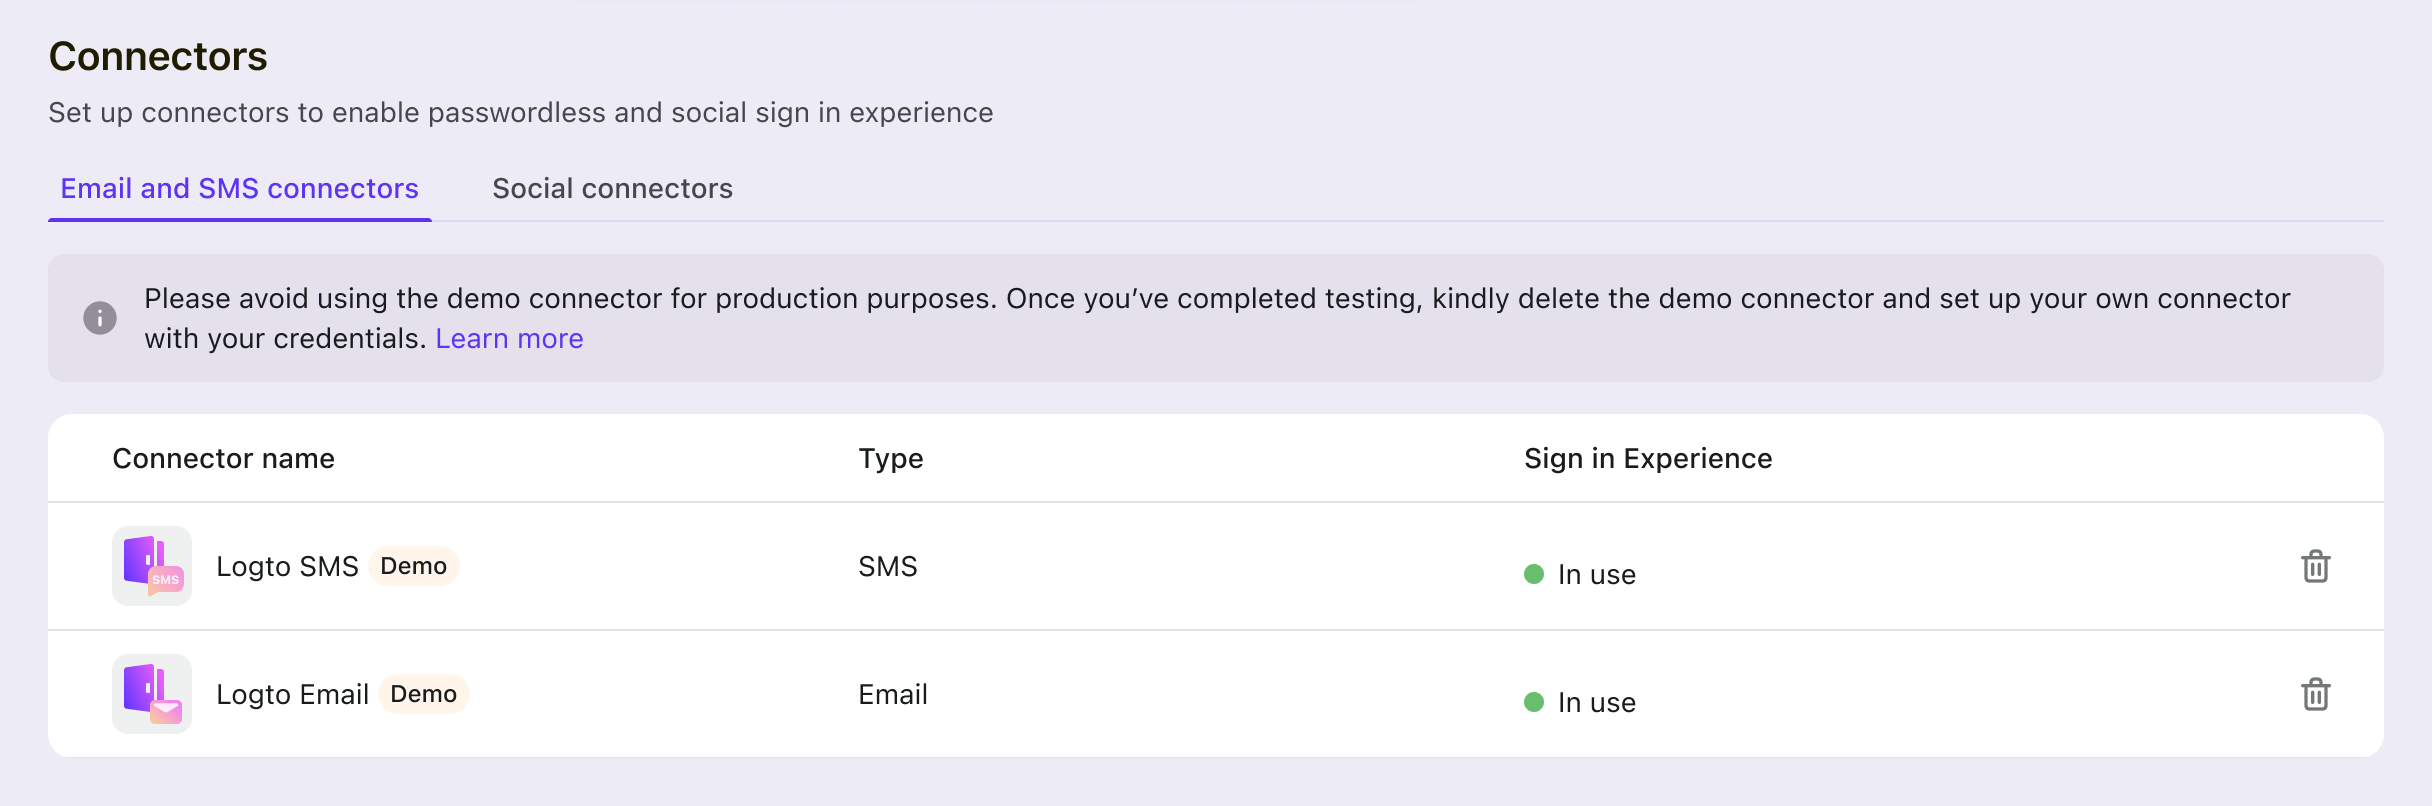 Connectors
Set up connectors to enable passwordless and social sign in experience
Email and SMS connectors
Social connectors
Please avoid using the demo connector for production purposes. Once you’ve completed testing, kindly delete the demo connector and set up your own connector
with your credentials. Learn more
Connector name
Type
Sign in Experience
SMS
Logto SMS
Demo
SMS
In use
Logto Email
Demo
Email
In use